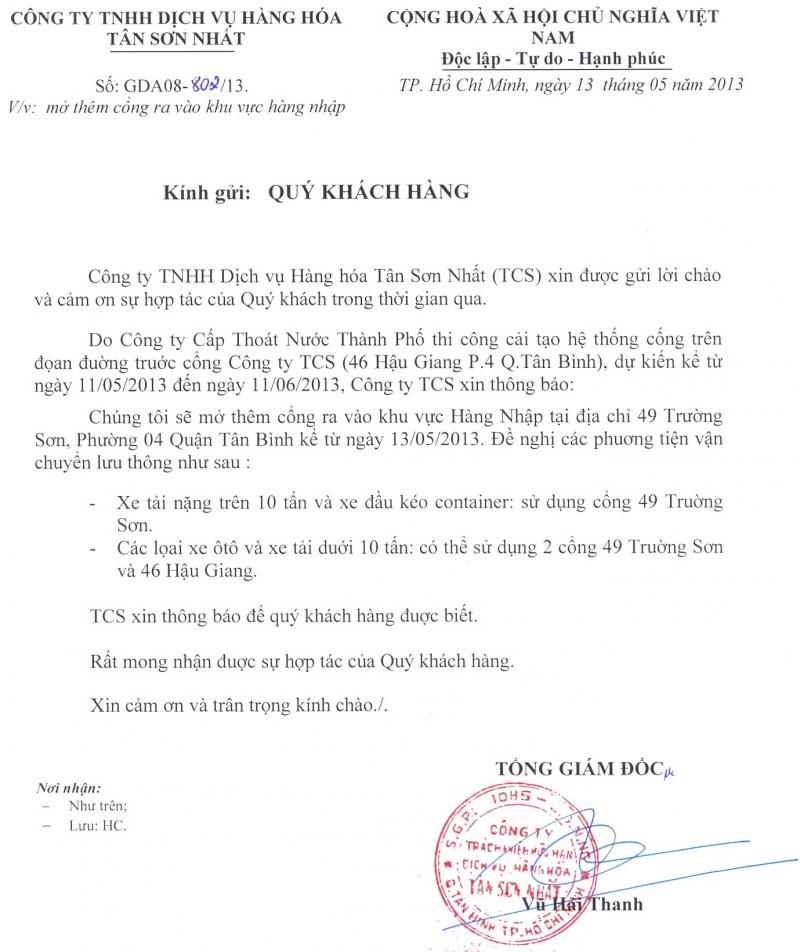 CÔNG TY TNHH DỊCH VỤ HÀNG HÓA
TÂN SƠN NHẤT
CỘNG HOÀ XÃ HỘI CHỦ NGHĨA VIỆT
NAM
Độc lập - Tự do - Hạnh phúc
Số: GDA08-802/13.
V/v: mở thêm cổng ra vào khu vực hàng nhập
TP. Hồ Chí Minh, ngày 13 tháng 05 năm 2013
Kính gửi: QUÝ KHÁCH HÀNG
Công ty TNHH Dịch vụ Hàng hóa Tân Sơn Nhất (TCS) xin được gửi lời chào
và cảm ơn sự hợp tác của Quý khách trong thời gian qua.
Do Công ty Cấp Thoát Nước Thành Phố thi công cải tạo hệ thống cống trên
đọan đuờng truớc cổng Công ty TCS (46 Hậu Giang P.4 Q.Tân Bình), dự kiến kể từ
ngày 11/05/2013 đến ngày 11/06/2013, Công ty TCS xin thông báo:
Chúng tôi sẽ mở thêm cổng ra vào khu vực Hàng Nhập tại địa chỉ 49 Trường
Sơn, Phường 04 Quận Tân Bình kể từ ngày 13/05/2013. Đề nghị các phuơng tiện vận
chuyển lưu thông như sau :
- Xe tải nặng trên 10 tấn và xe đầu kéo container: sử dụng cổng 49 Truờng
Sơn.
- Các lọai xe ôtô và xe tải duới 10 tấn: có thể sử dụng 2 cổng 49 Truờng Sơn
và 46 Hậu Giang.
TCS xin thông báo để quý khách hàng đuợc biết.
Rất mong nhận đuợc sự hợp tác của Quý khách hàng.
Xin cảm ơn và trân trọng kính chào./.
TỔNG GIÁM ĐỐC
Nơi nhận:
– Như trên;
– Lưu: HC.
S.G.P: 1085
CÔNG TY
TRÁCH NHIỆM HỮU HẠN
DỊCH VỤ HÀNG HÓA
TÂN SƠN NHẤT
Q.TÂN BÌNH T.P.HỒ CHÍ MINH
Vũ Hải Thanh